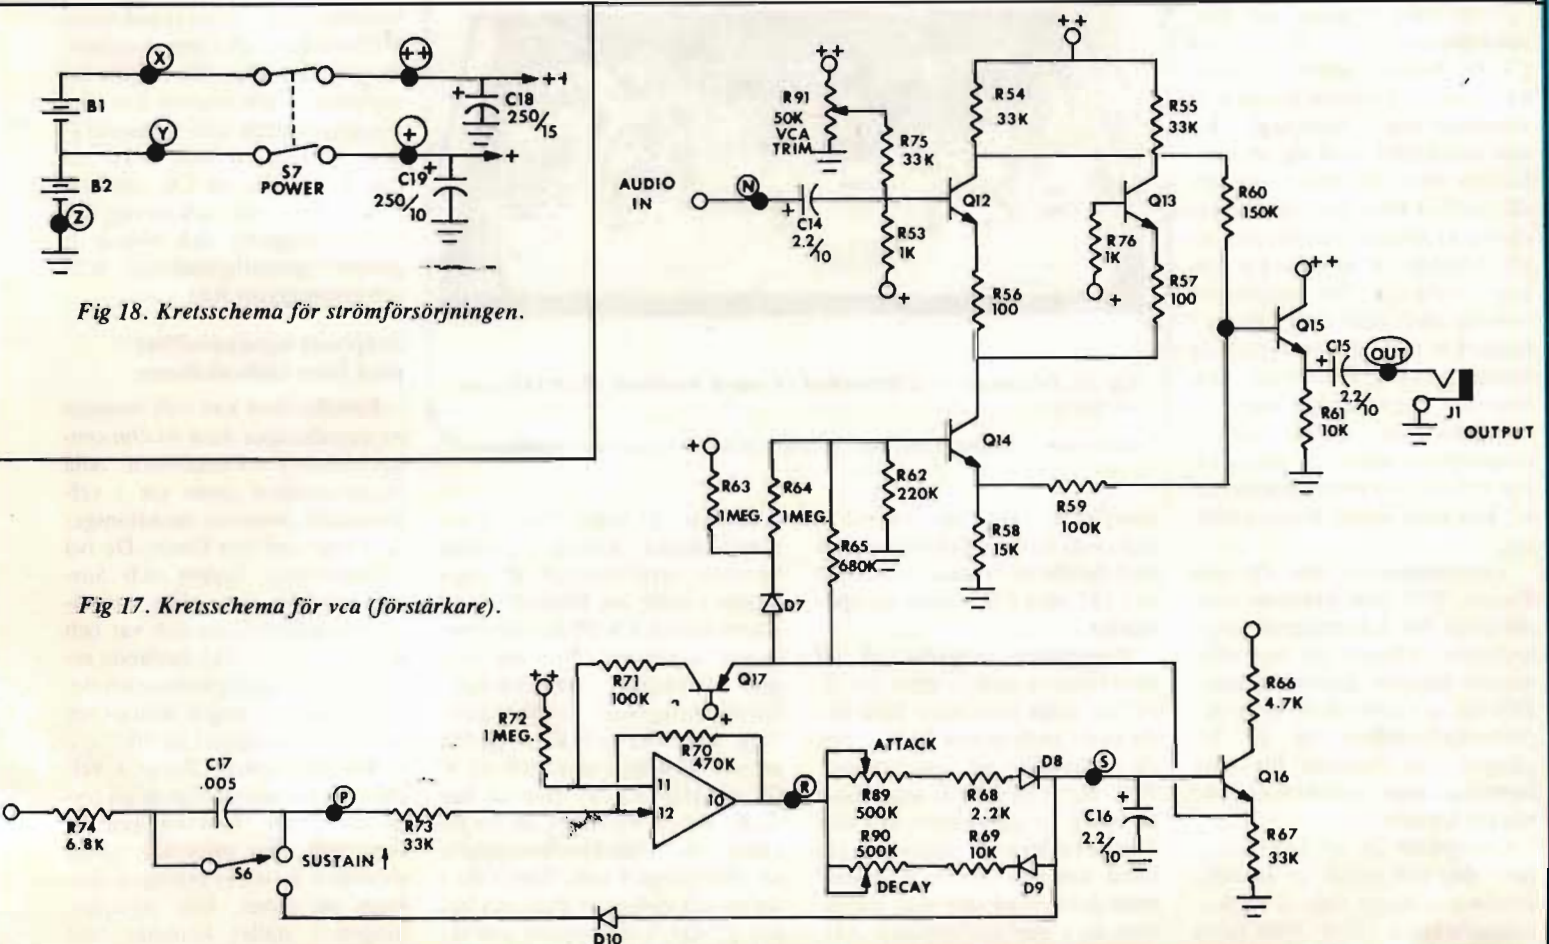 X
++
++
B1
C18
250/15
Y
+
+
B2
S7
POWER
C19
250/10
Z
Fig 18. Kretsschema för strömförsörjningen.
++
++
R91
50K
VCA
TRIM
R75
33K
R54
33K
R55
33K
AUDIO
IN
N
C14
2.2/10
R53
1K
+
Q12
Q13
R76
1K
+
R60
150K
R56
100
R57
100
++
Q15
C15
2.2/10
OUT
R61
10K
J1
OUTPUT
Q14
+
R63
1MEG.
R64
1MEG.
R62
220K
R65
680K
R59
100K
R58
15K
D7
Fig 17. Kretsschema för vca (förstärkare).
++
R72
1MEG.
R71
100K
Q17
+
R70
470K
R66
4.7K
C17
.005
P
11
12
10
R
ATTACK
R89
500K
R68
2.2K
D8
S
Q16
R74
6.8K
S6
SUSTAIN
R73
33K
R90
500K
DECAY
R69
10K
D9
C16
2.2/10
R67
33K
D10